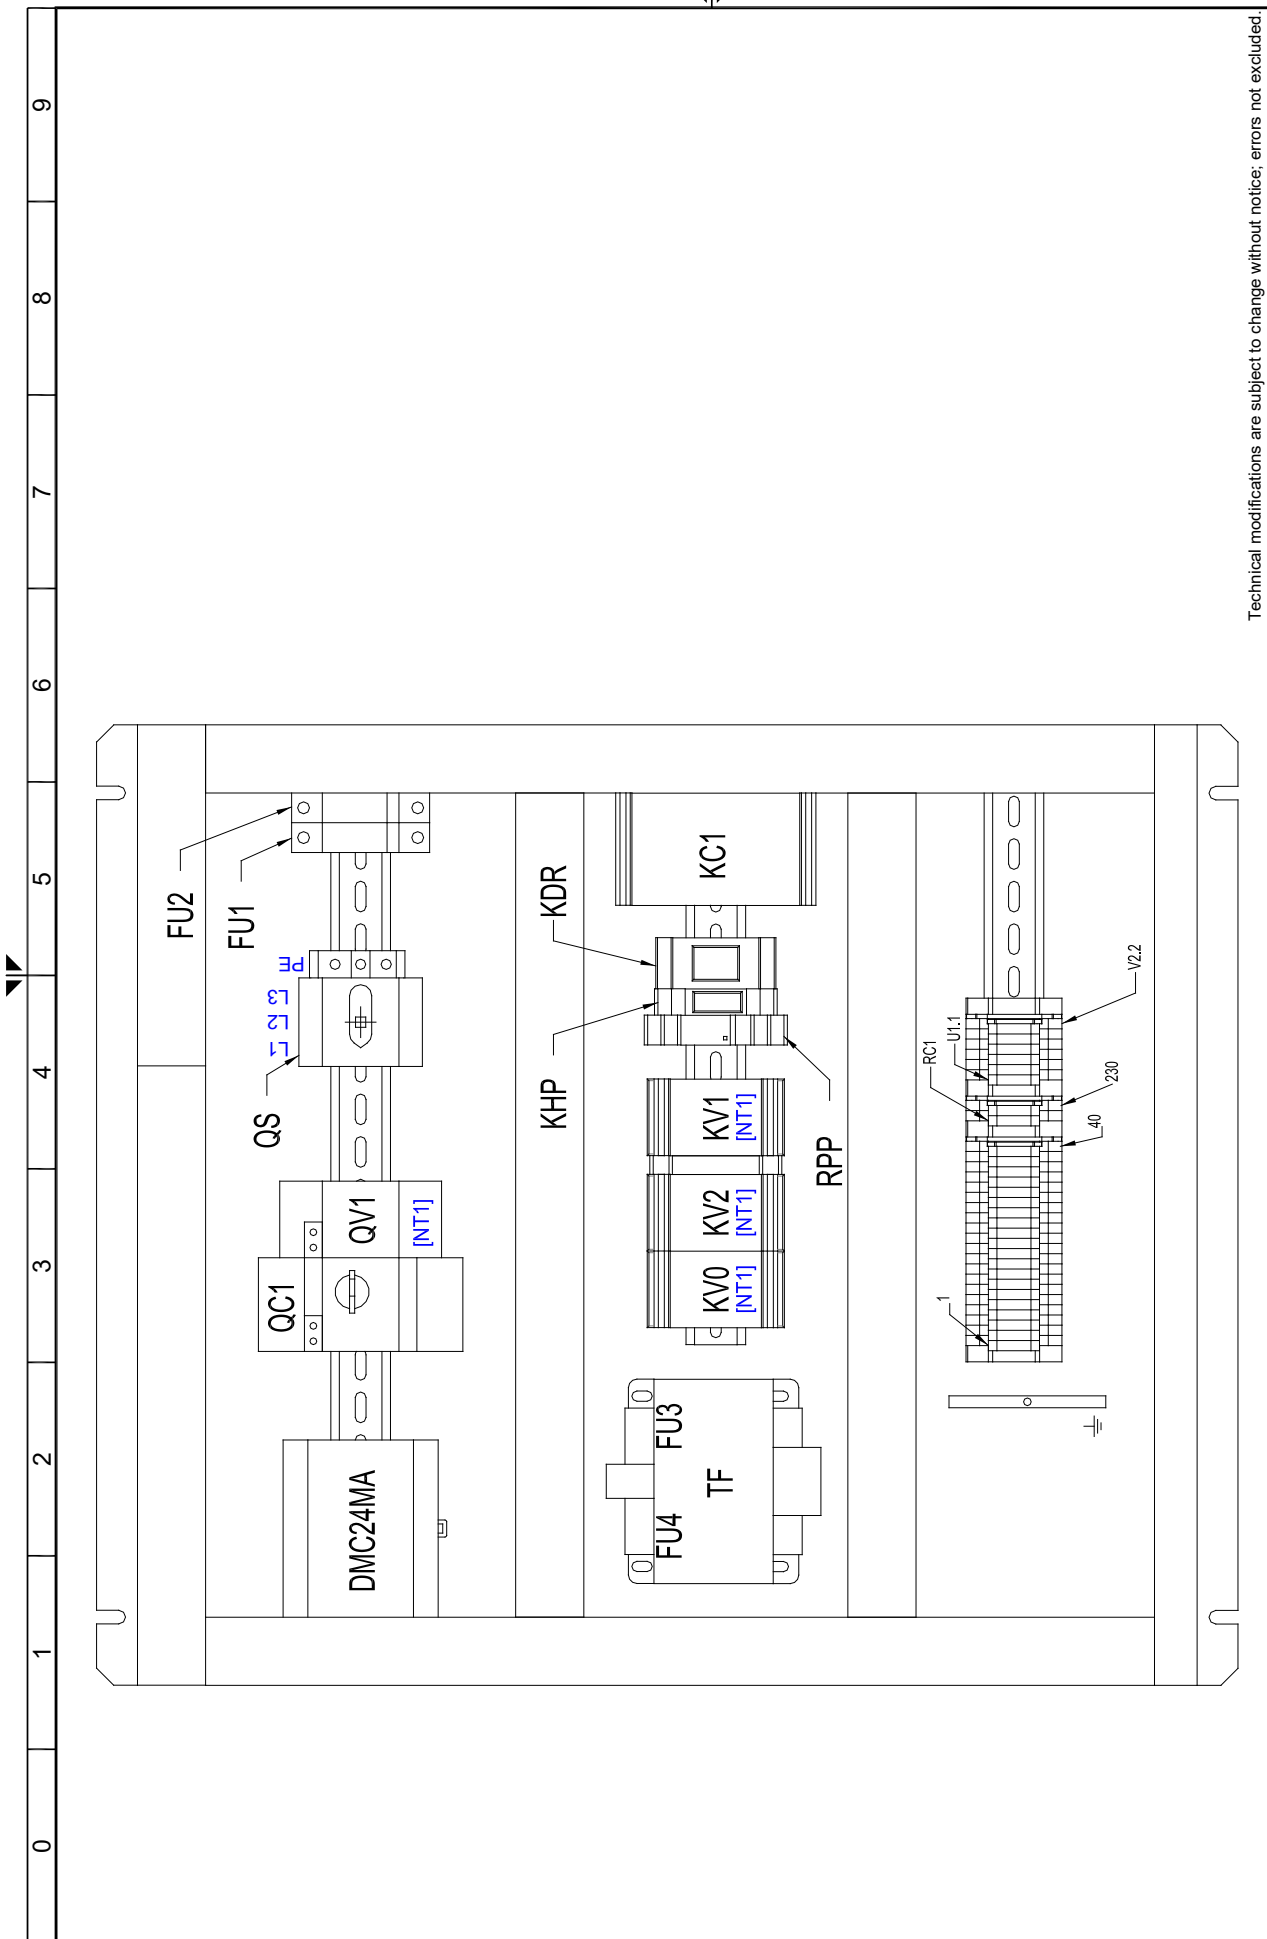 0
1
2
3
4
5
6
7
8
9
FU2
FU1
QS
L1 L2 L3
PE
QC1
QV1
[NT1]
DMC24MA
KHP
KDR
KC1
KV0
[NT1]
KV2
[NT1]
KV1
[NT1]
RPP
FU4
FU3
TF
RC1
U1.1
1
40
230
V2.2
Technical modifications are subject to change without notice; errors not excluded.